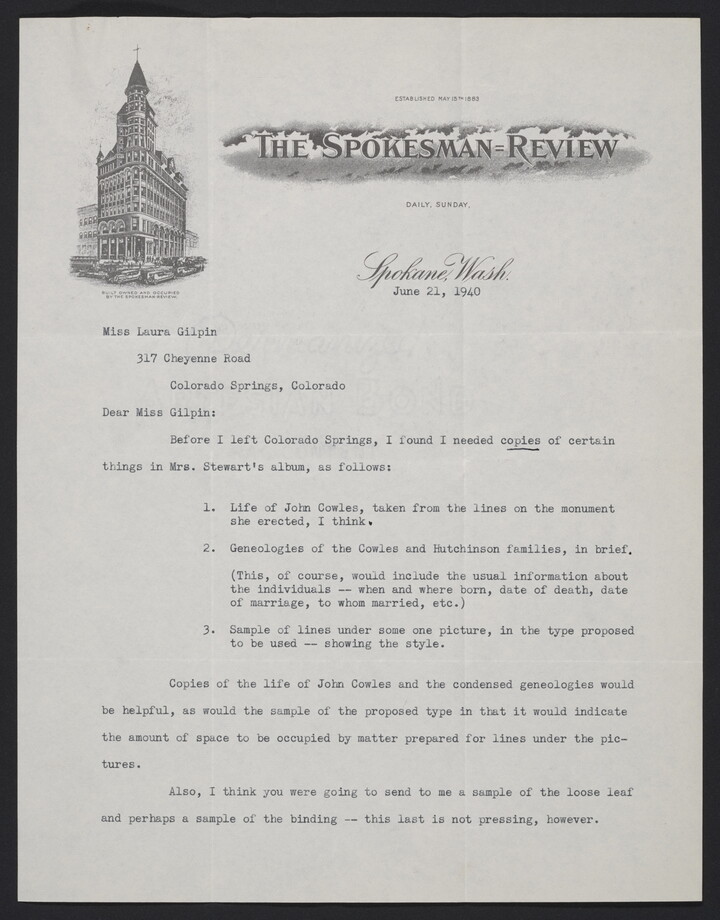 ESTABLISHED MAY 15TH 1883
THE SPOKESMAN=REVIEW
DAILY, SUNDAY,
BUILT OWNED AND OCCUPIED
BY THE SPOKESMAN-REVIEW.
Spokane, Wash.
June 21, 1940
Miss Laura Gilpin
317 Cheyenne Road
Colorado Springs, Colorado
Dear Miss Gilpin:
Before I left Colorado Springs, I found I needed copies of certain
things in Mrs. Stewart's album, as follows:
1. Life of John Cowles, taken from the lines on the monument
she erected, I think.
2. Geneologies of the Cowles and Hutchinson families, in brief.
(This, of course, would include the usual information about
the individuals -- when and where born, date of death, date
of marriage, to whom married, etc.)
3. Sample of lines under some one picture, in the type proposed
to be used -- showing the style.
Copies of the life of John Cowles and the condensed geneologies would
be helpful, as would the sample of the proposed type in that it would indicate
the amount of space to be occupied by matter prepared for lines under the pic-
tures.
Also, I think you were going to send to me a sample of the loose leaf
and perhaps a sample of the binding -- this last is not pressing, however.